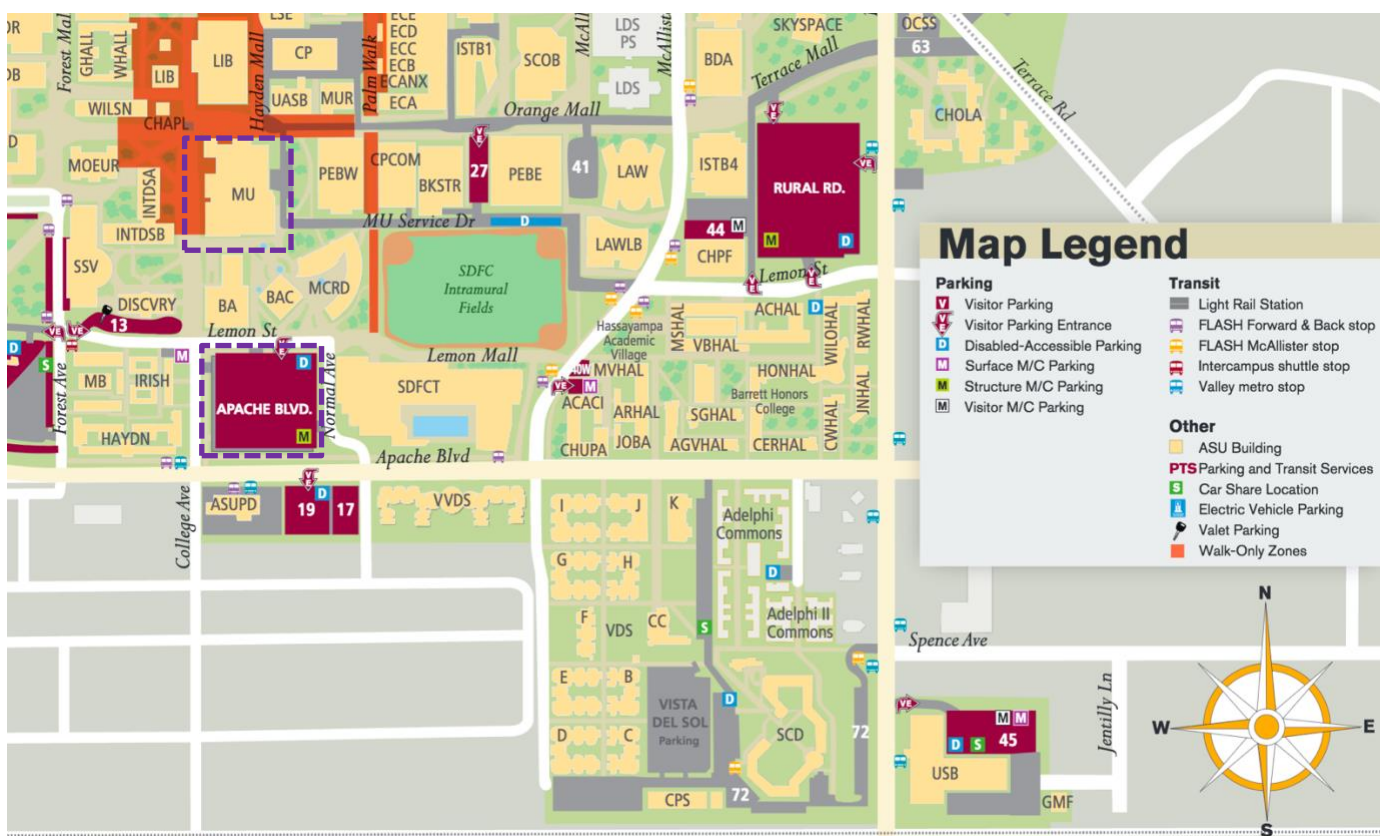 SKYSPACE
OCSS
63
Forest Mall
GHALL
WHALL
LIB
LIB
Hayden Mall
CP
Palm Walk
ECE
ECD
ECC
ECB
ECANX
ECA
ISTB1
SCOB
LDS
PS
LDS
BDA
Terrace Mall
Terrace Rd
WILSN
UASB
MUR
Orange Mall
CHAPL
CHOLA
MOEUR
INTDSA
MU
PEBW
CPCOM
BKSTR
27
PEBE
41
LAW
ISTB4
RURAL RD.
VE
D
INTDSB
MU Service Dr
D
LAWLB
44
M
CHPF
M
D
SSV
SDFC
Intramural
Fields
DISCVRY
BA
BAC
MCRD
Lemon St
13
Lemon St
Hassayampa
Academic
Village
MSHAL
ACHAL
D
VBHAL
WILOHAL
RWHAL
Lemon Mall
MB
IRISH
M
APACHE BLVD.
D
M
Normal Ave
SDFCT
40W
MVHAL
M
ACACI
HONHAL
Barrett Honors
College
JNHAL
ARHAL
SGHAL
CWHAL
D
S
Forest Ave
HAYDN
CHUPA
JOBA
AGVHAL
CERHAL
Apache Blvd
ASUPD
19
D
17
VVDS
College Ave
I
J
K
Adelphi
Commons
G
H
D
F
VDS
CC
S
Adelphi II
Commons
Spence Ave
E
B
D
C
VISTA
DEL SOL
Parking
D
SCD
72
72
CPS
VE
M
M
D
S
45
USB
GMF
Jentilly Ln
N
W
E
S
Map Legend
Parking
V Visitor Parking
VE Visitor Parking Entrance
D Disabled-Accessible Parking
M Surface M/C Parking
M Structure M/C Parking
M Visitor M/C Parking
Transit
Light Rail Station
FLASH Forward & Back stop
FLASH McAllister stop
Intercampus shuttle stop
Valley metro stop
Other
ASU Building
PTS Parking and Transit Services
S Car Share Location
Electric Vehicle Parking
Valet Parking
Walk-Only Zones